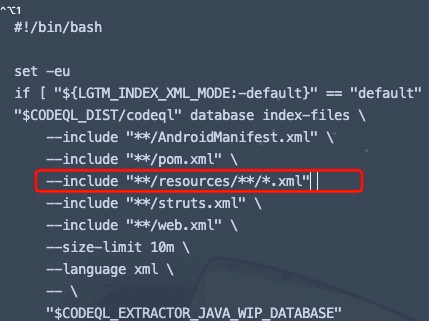 ^⌥1
#!/bin/bash
set -eu
if [ "${LGTM_INDEX_XML_MODE:-default}" == "default"
"$CODEQL_DIST/codeql" database index-files \
--include "**/AndroidManifest.xml" \
--include "**/pom.xml" \
--include "**/resources/**/*.xml"
--include "**/struts.xml" \
--include "**/web.xml" \
--size-limit 10m \
--language xml \
-- \
"$CODEQL_EXTRACTOR_JAVA_WIP_DATABASE"